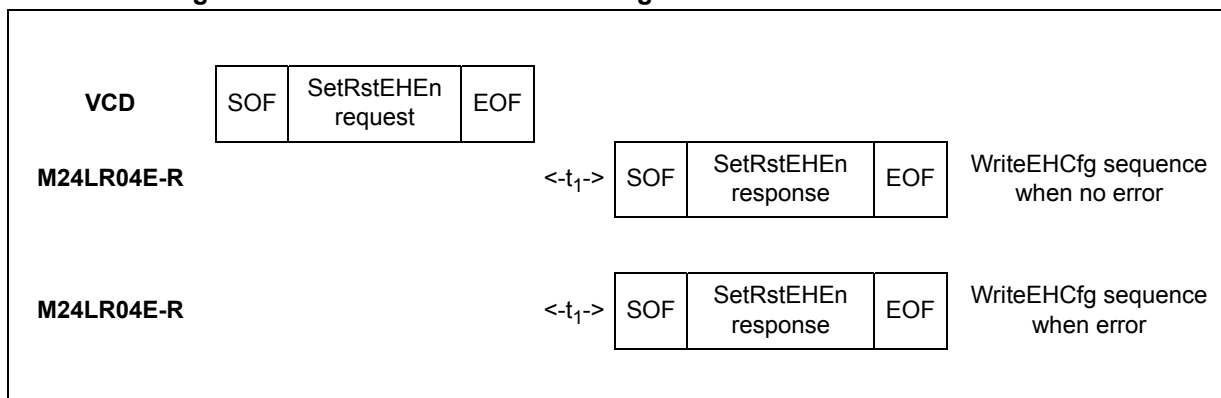 VCD
SOF
SetRstEHEn
request
EOF
M24LR04E-R
<-t1->
SOF
SetRstEHEn
response
EOF
WriteEHCfg sequence
when no error
M24LR04E-R
<-t1->
SOF
SetRstEHEn
response
EOF
WriteEHCfg sequence
when error